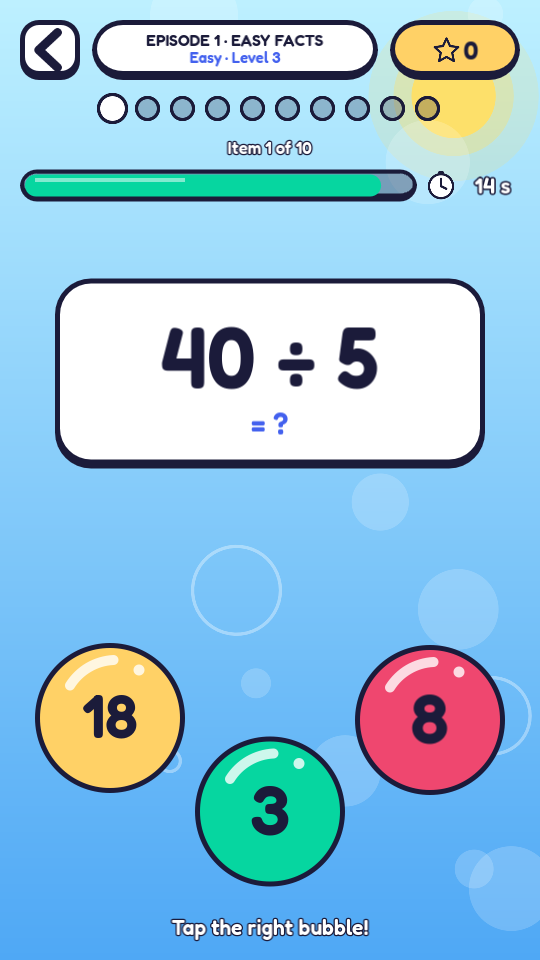 EPISODE 1 · EASY FACTS
Easy · Level 3
0
Item 1 of 10
14 s
40 ÷ 5
= ?
18
8
3
Tap the right bubble!